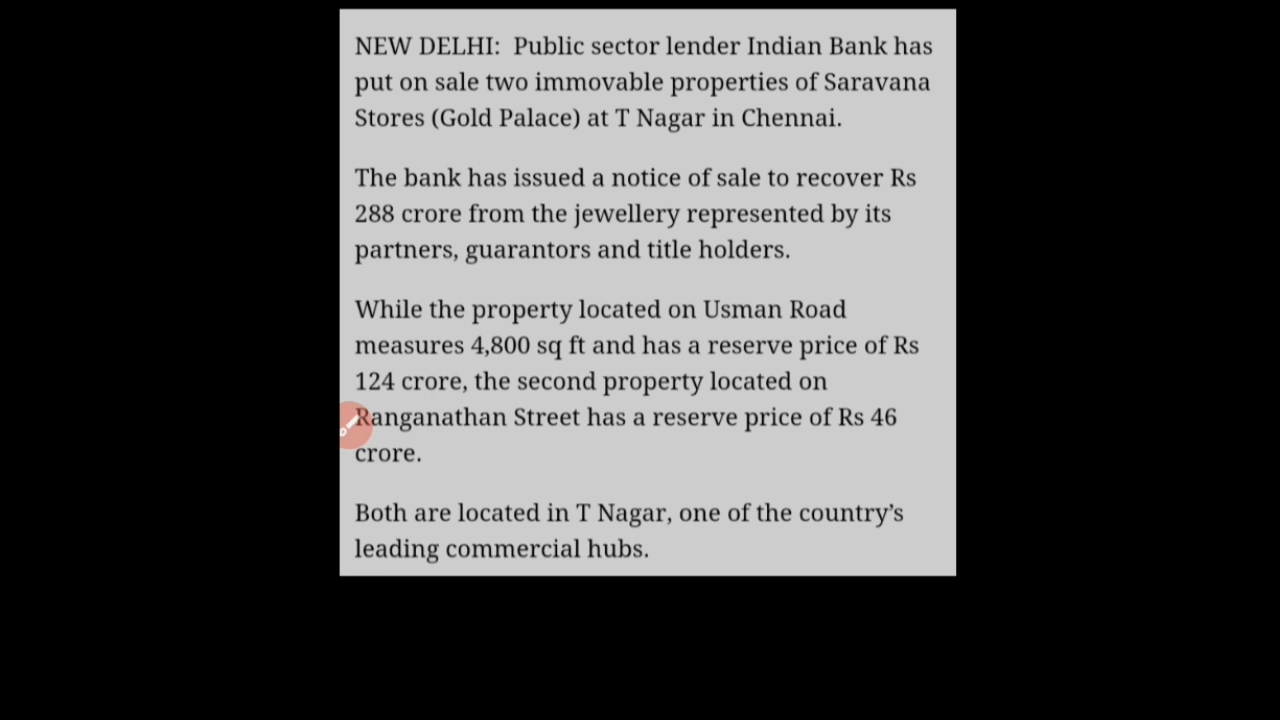 NEW DELHI: Public sector lender Indian Bank has
put on sale two immovable properties of Saravana
Stores (Gold Palace) at T Nagar in Chennai.
The bank has issued a notice of sale to recover Rs
288 crore from the jewellery represented by its
partners, guarantors and title holders.
While the property located on Usman Road
measures 4,800 sq ft and has a reserve price of Rs
124 crore, the second property located on
Ranganathan Street has a reserve price of Rs 46
crore.
Both are located in T Nagar, one of the country’s
leading commercial hubs.